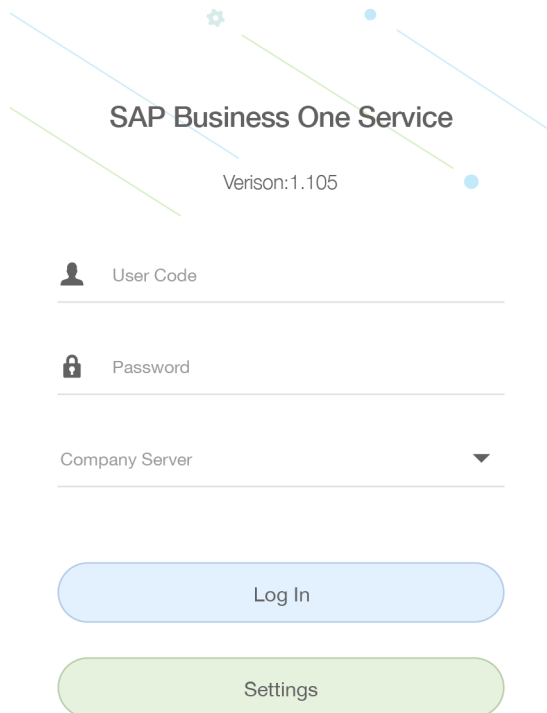 SAP Business One Service
Verison:1.105
User Code
Password
Company Server
Log In
Settings